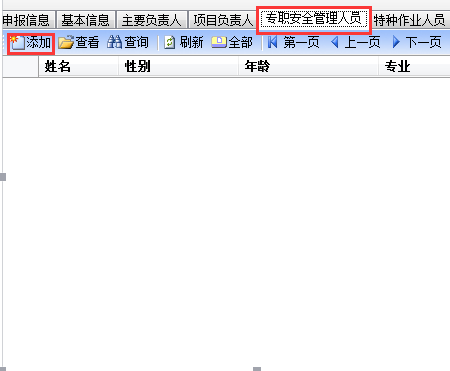 申报信息 基本信息 主要负责人 项目负责人 专职安全管理人员 特种作业人员
添加 查看 查询 刷新 全部 第一页 上一页 下一页
姓名 性别 年龄 专业